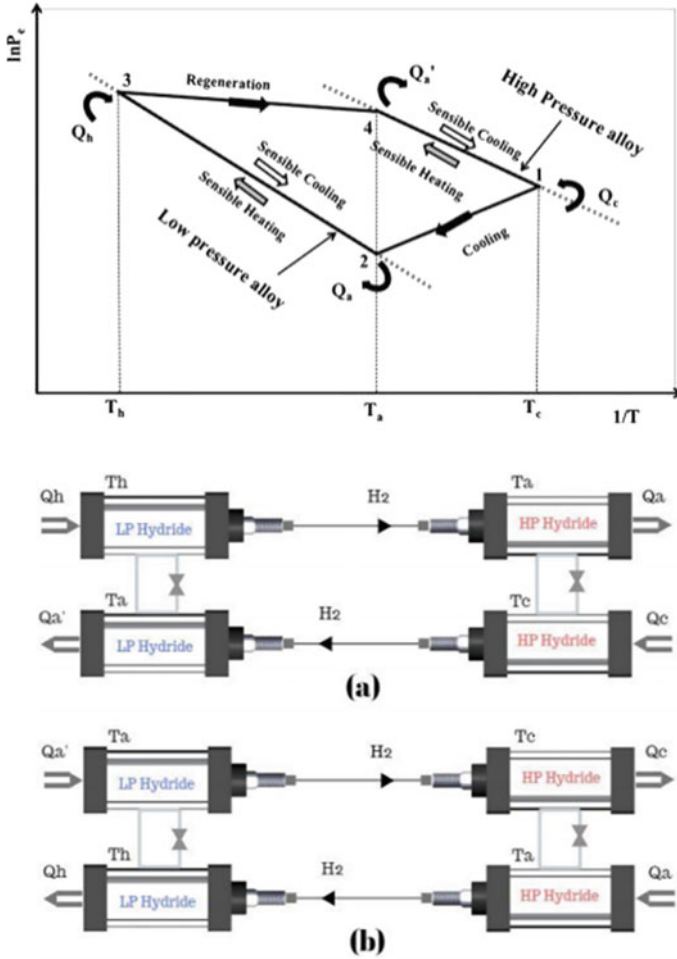 lnPe
3
Regeneration
Qh
Qa'
4
High Pressure alloy
Sensible Cooling
Sensible Heating
1
Qc
Sensible Cooling
Sensible Heating
Low pressure alloy
Cooling
2
Qa
Th
Ta
Tc
1/T
Th
Ta
Qh
H2
Qa
LP Hydride
HP Hydride
Ta
Tc
Qa'
H2
Qc
LP Hydride
HP Hydride
(a)
Ta
Tc
Qa'
H2
Qc
LP Hydride
HP Hydride
Th
Ta
Qh
H2
Qa
LP Hydride
HP Hydride
(b)